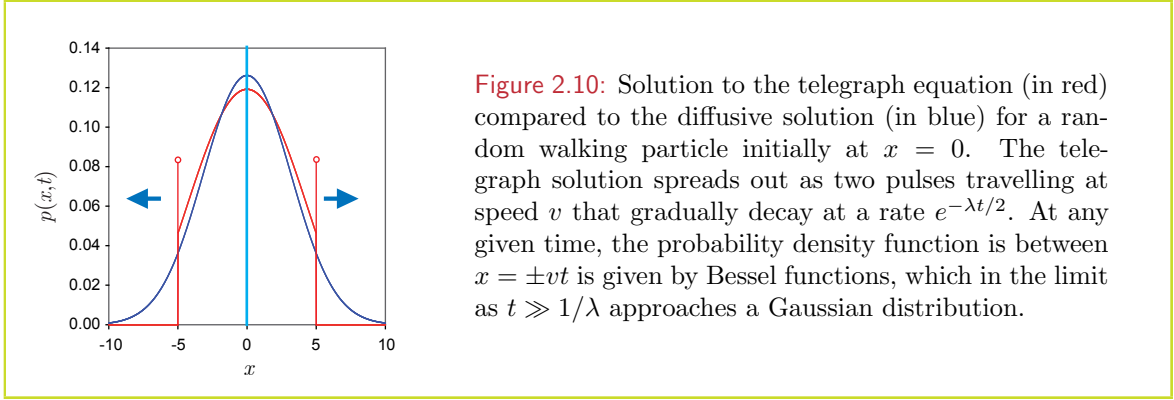 0.14
0.12
0.10
0.08
0.06
0.04
0.02
0.00
p(x,t)
-10 -5 0 5 10
x
Figure 2.10: Solution to the telegraph equation (in red)
compared to the diffusive solution (in blue) for a ran-
dom walking particle initially at x = 0. The tele-
graph solution spreads out as two pulses travelling at
speed v that gradually decay at a rate e^{-λt/2}. At any
given time, the probability density function is between
x = ±vt is given by Bessel functions, which in the limit
as t ≫ 1/λ approaches a Gaussian distribution.